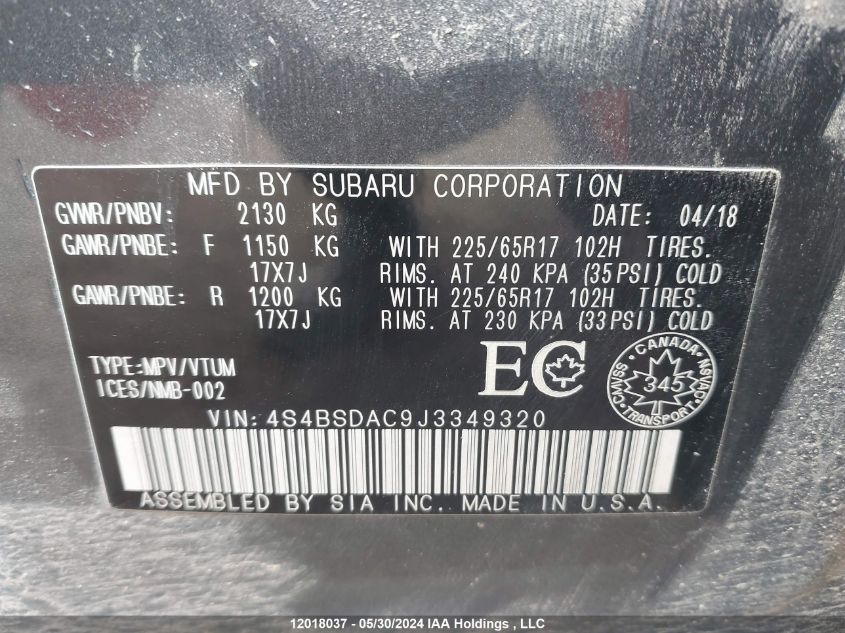 MFD BY SUBARU CORPORATION
GVWR/PNBV: 2130 KG DATE: 04/18
GAWR/PNBE: F 1150 KG WITH 225/65R17 102H TIRES.
17X7J RIMS. AT 240 KPA (35PSI) COLD
GAWR/PNBE: R 1200 KG WITH 225/65R17 102H TIRES.
17X7J RIMS. AT 230 KPA (33PSI) COLD
TYPE:MPV/VTUM
ICES/NMB-002
EC
CANADA
CMVSS
NSVAC
345
TRANSPORT
VIN: 4S4BSDAC9J3349320
ASSEMBLED BY SIA INC. MADE IN U.S.A.
12018037 - 05/30/2024 IAA Holdings , LLC